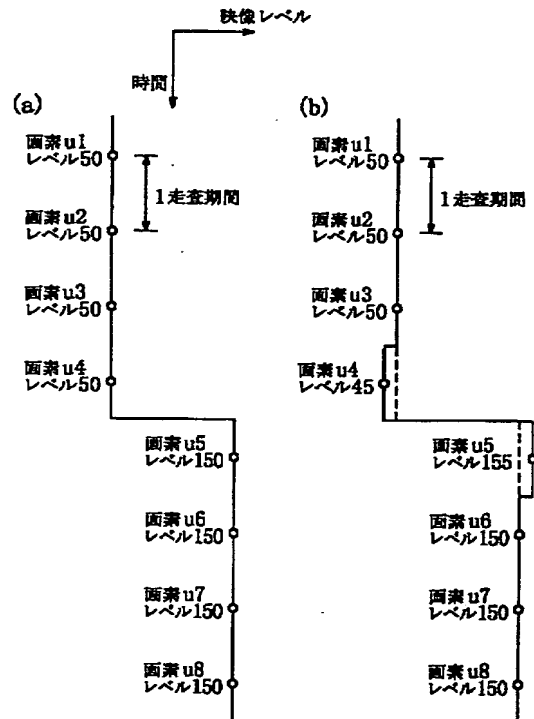 映像レベル
時間
(a)
画素u1
レベル50
1走査期間
画素u2
レベル50
画素u3
レベル50
画素u4
レベル50
画素u5
レベル150
画素u6
レベル150
画素u7
レベル150
画素u8
レベル150
(b)
画素u1
レベル50
1走査期間
画素u2
レベル50
画素u3
レベル50
画素u4
レベル45
画素u5
レベル155
画素u6
レベル150
画素u7
レベル150
画素u8
レベル150